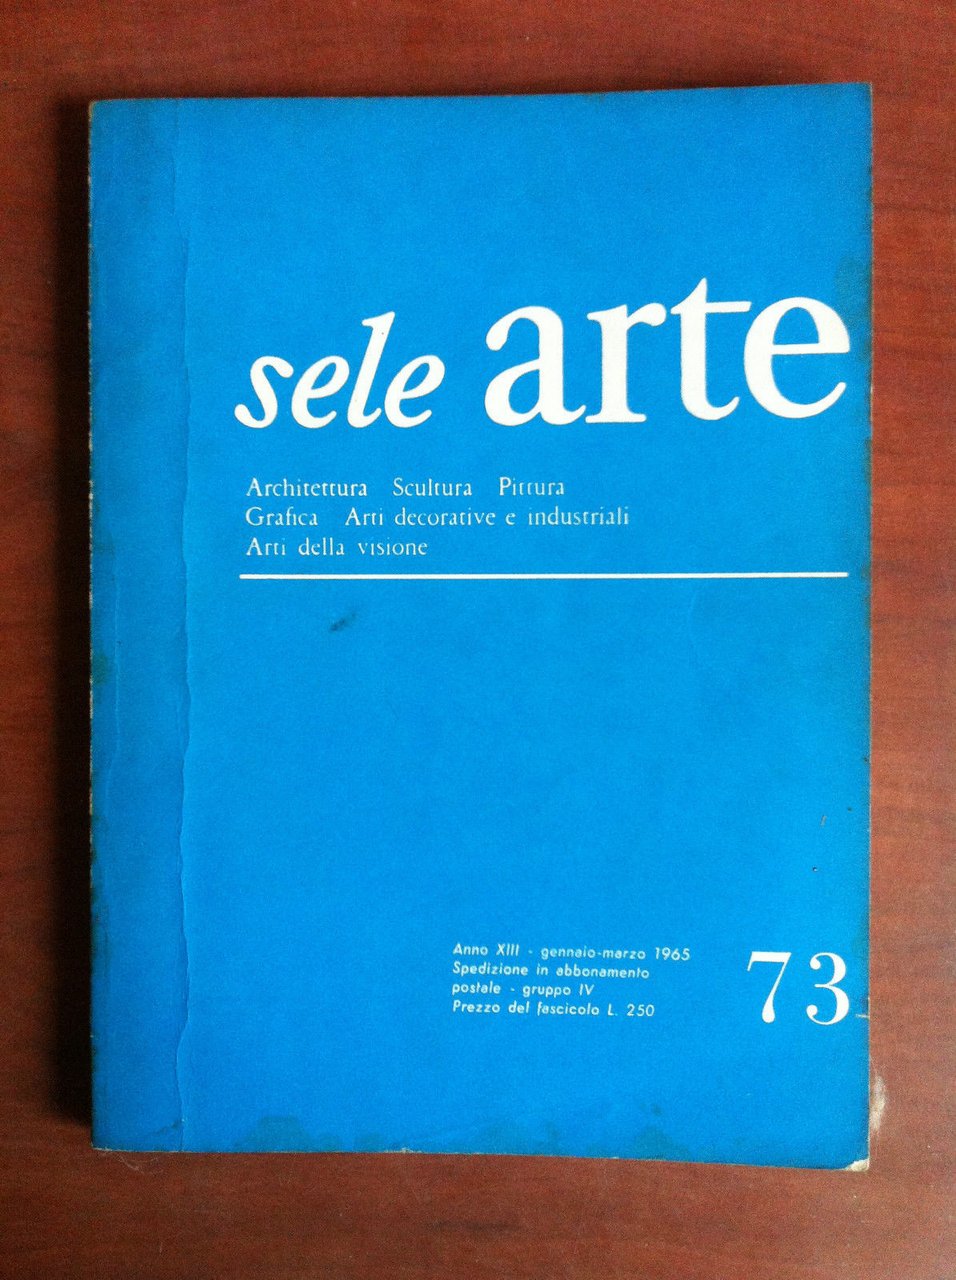 sele arte
Architettura Scultura Pittura
Grafica Arti decorative e industriali
Arti della visione
Anno XIII - gennaio-marzo 1965
Spedizione in abbonamento
postale - gruppo IV
Prezzo del fascicolo L. 250
73